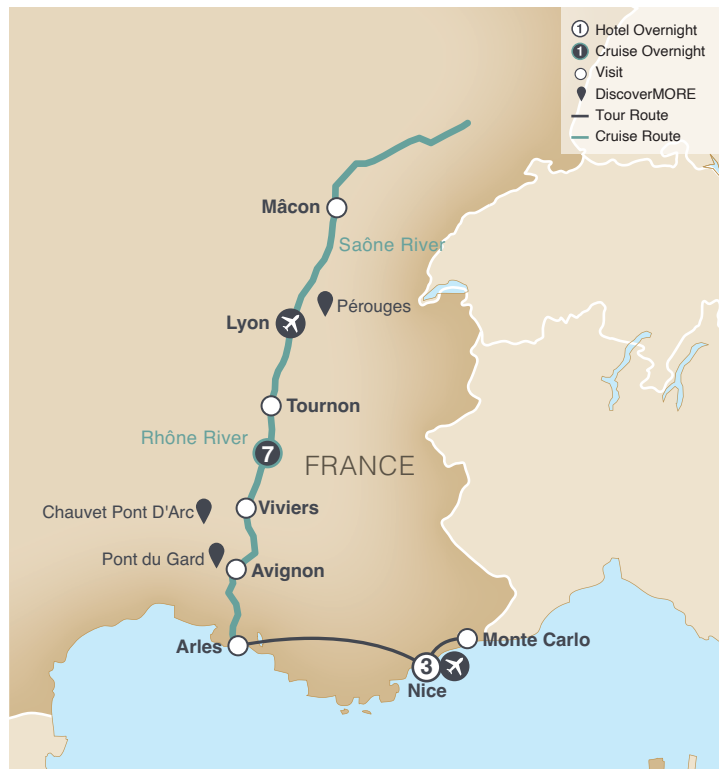 1 Hotel Overnight
1 Cruise Overnight
Visit
DiscoverMORE
Tour Route
Cruise Route
Mâcon
Saône River
Pérouges
Lyon
Tournon
Rhône River
7
FRANCE
Viviers
Chauvet Pont D'Arc
Pont du Gard
Avignon
Arles
Monte Carlo
3
Nice